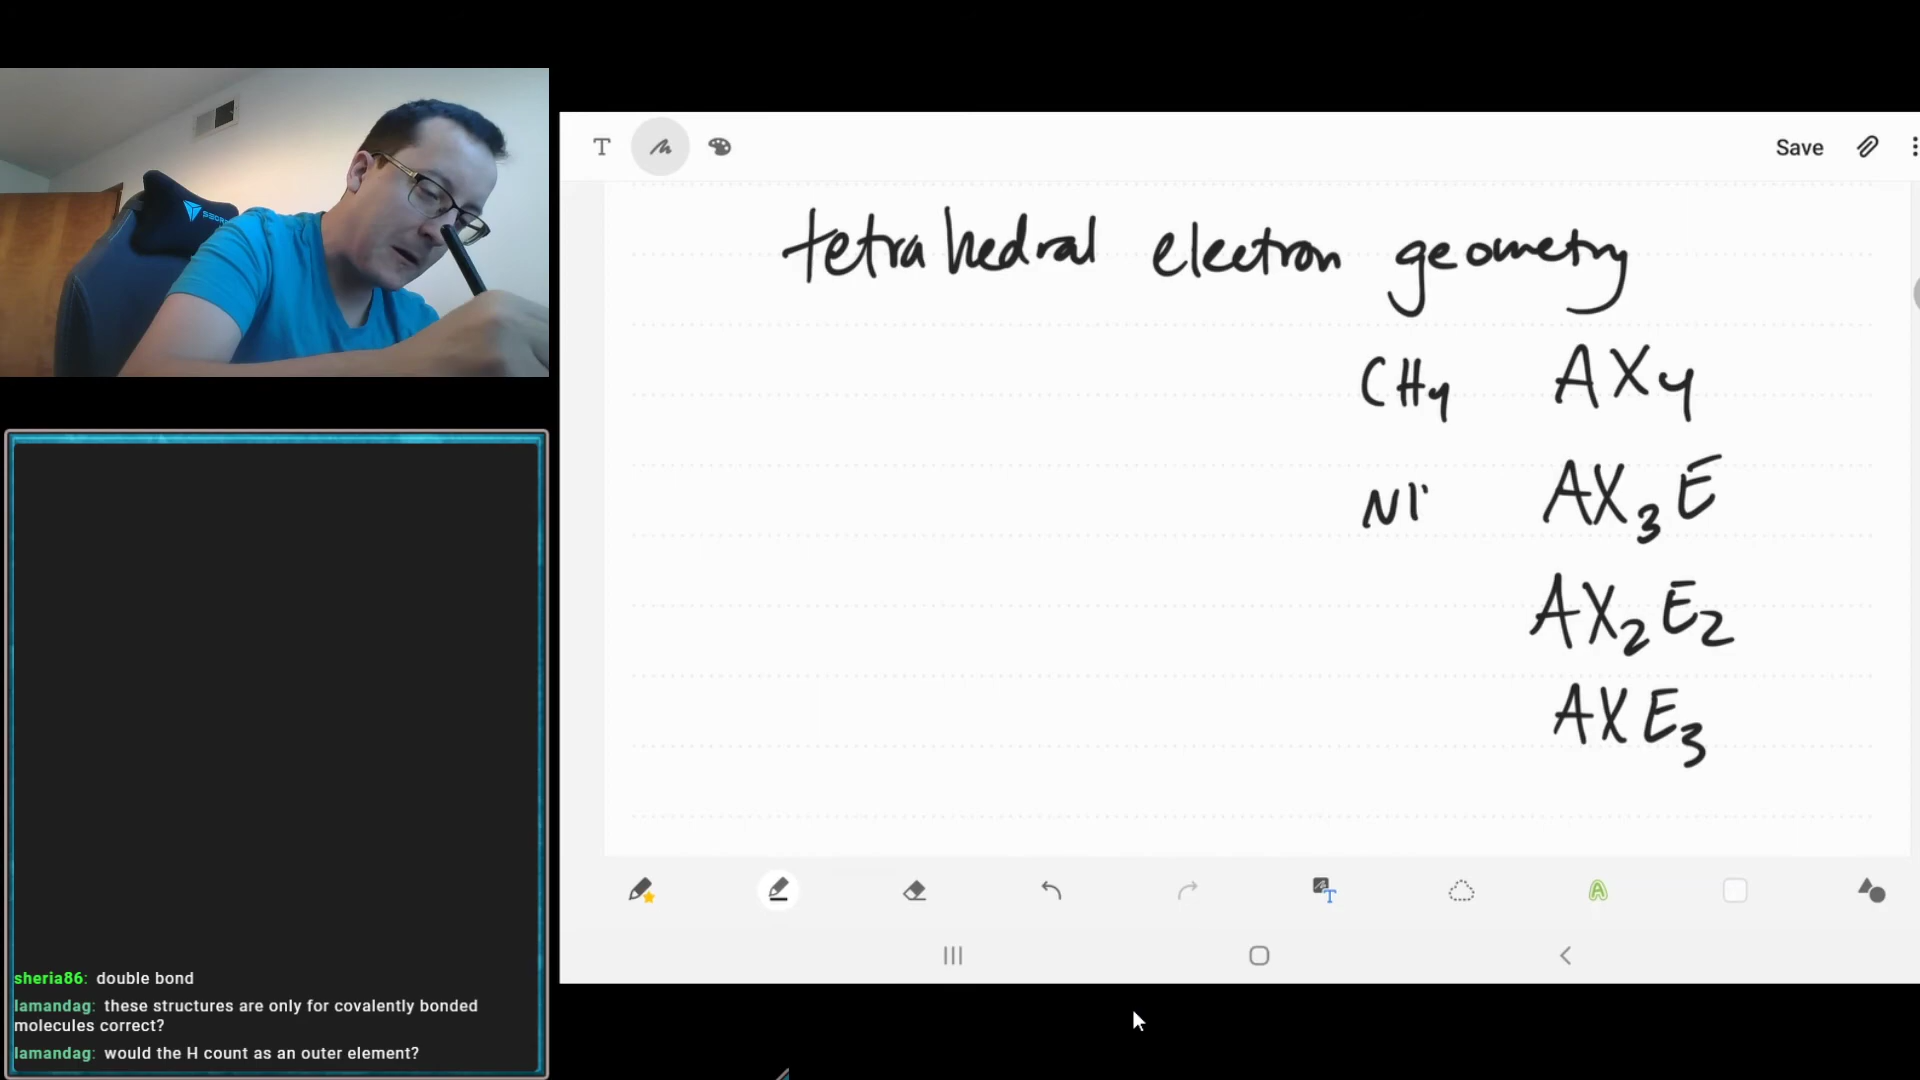 T Save
tetrahedral electron geometry
CH4 AX4
AX3E
AX2E2
AXE3
sheria86: double bond
lamandag: these structures are only for covalently bonded
molecules correct?
lamandag: would the H count as an outer element?